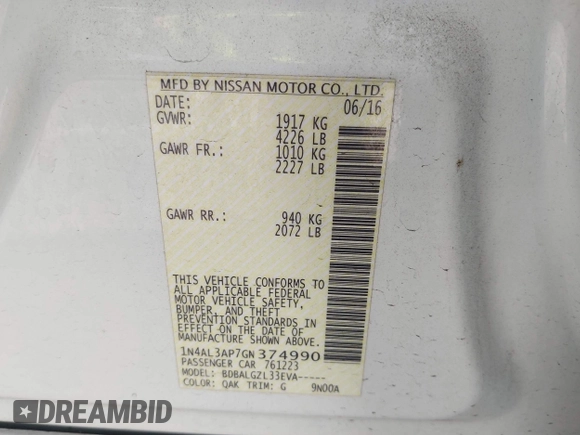 MFD BY NISSAN MOTOR CO., LTD.
DATE: 06/16
GVWR: 1917 KG
4226 LB
GAWR FR.: 1010 KG
2227 LB
GAWR RR.: 940 KG
2072 LB
THIS VEHICLE CONFORMS TO
ALL APPLICABLE FEDERAL
MOTOR VEHICLE SAFETY,
BUMPER, AND THEFT
PREVENTION STANDARDS IN
EFFECT ON THE DATE OF
MANUFACTURE SHOWN ABOVE.
1N4AL3AP7GN374990
PASSENGER CAR 761223
MODEL: BDBALGZL33EVA-----
COLOR: QAK TRIM: G 9N00A
DREAMBID